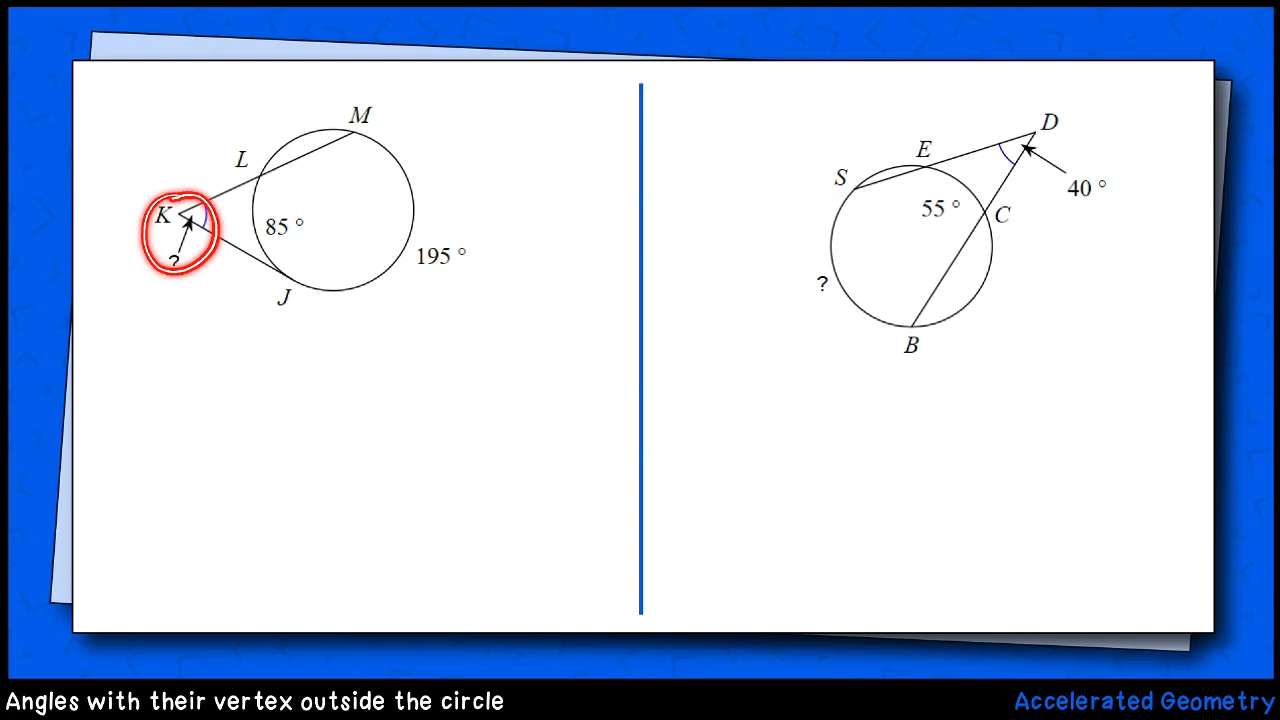 M
L
K
85 °
?
195 °
J
D
E
S
40 °
55 °
C
?
B
Angles with their vertex outside the circle
Accelerated Geometry